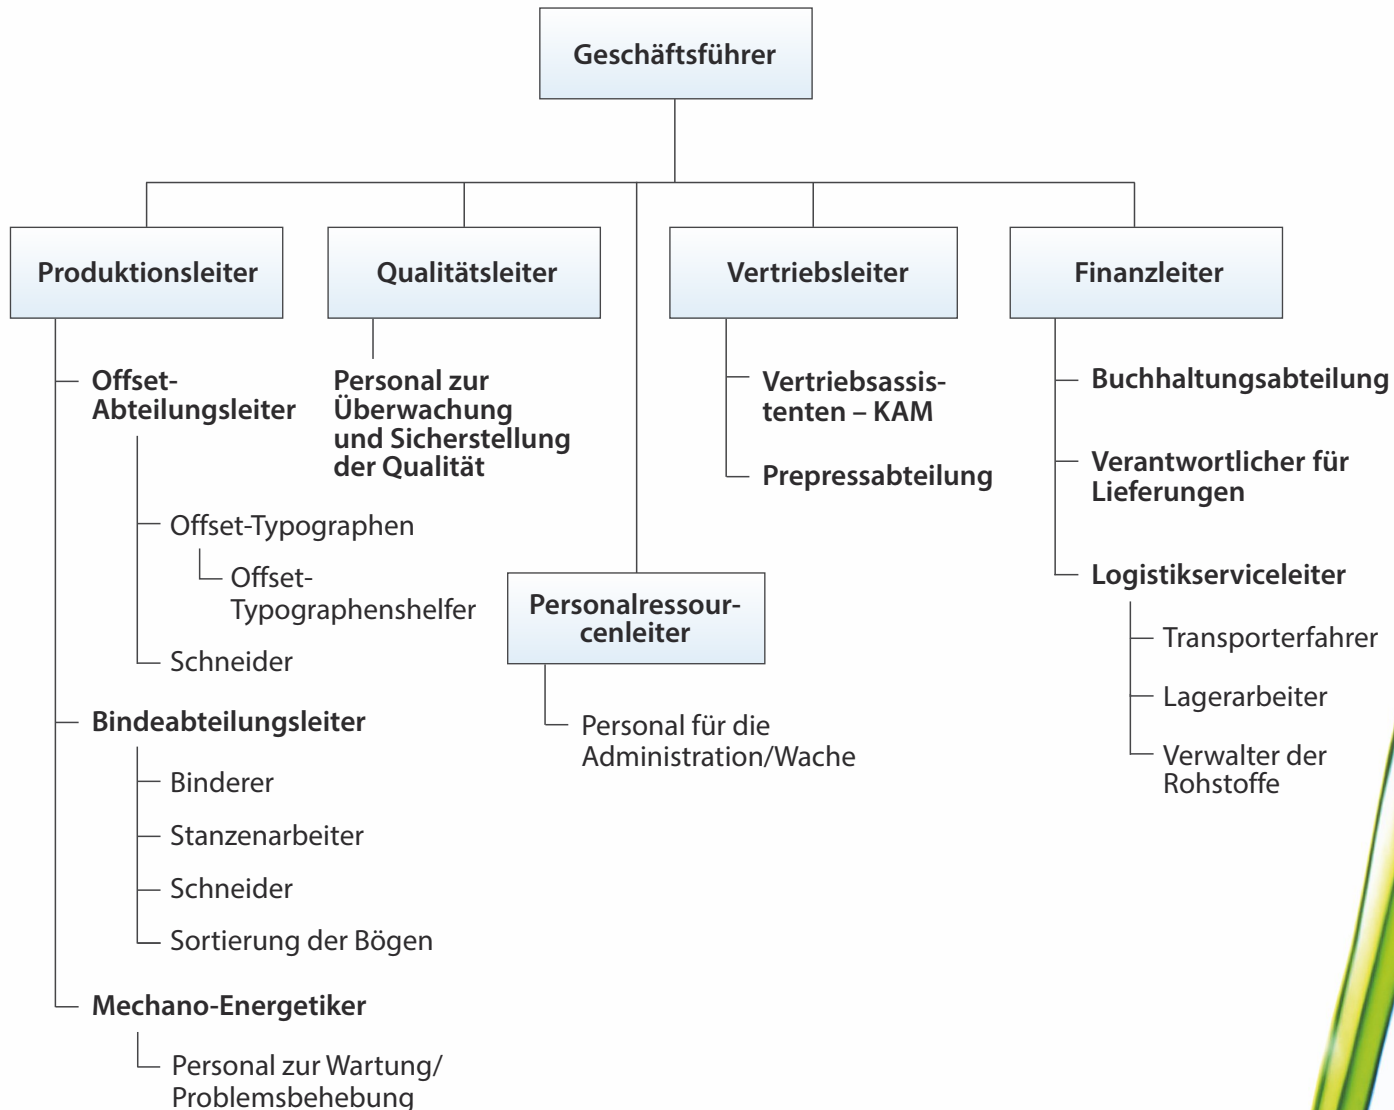 Geschäftsführer
Produktionsleiter
Qualitätsleiter
Vertriebsleiter
Finanzleiter
Offset-
Abteilungsleiter
Offset-Typographen
Offset-
Typographenshelfer
Schneider
Bindeabteilungsleiter
Binderer
Stanzenarbeiter
Schneider
Sortierung der Bögen
Mechano-Energetiker
Personal zur Wartung/
Problemsbehebung
Personal zur
Überwachung
und Sicherstellung
der Qualität
Personalressour-
cenleiter
Personal für die
Administration/Wache
Vertriebsassis-
tenten – KAM
Prepressabteilung
Buchhaltungsabteilung
Verantwortlicher für
Lieferungen
Logistikserviceleiter
Transporterfahrer
Lagerarbeiter
Verwalter der
Rohstoffe